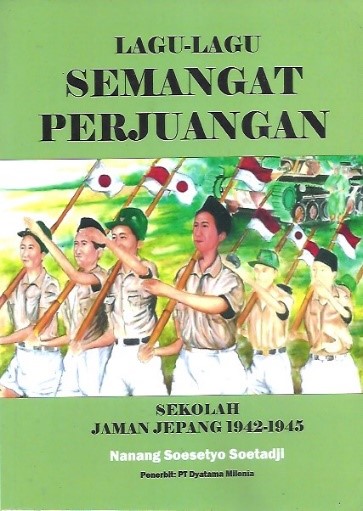 LAGU-LAGU
SEMANGAT
PERJUANGAN
SEKOLAH
JAMAN JEPANG 1942-1945
Nanang Soesetyo Soetadji
Penerbit: PT Dyatama Milenia